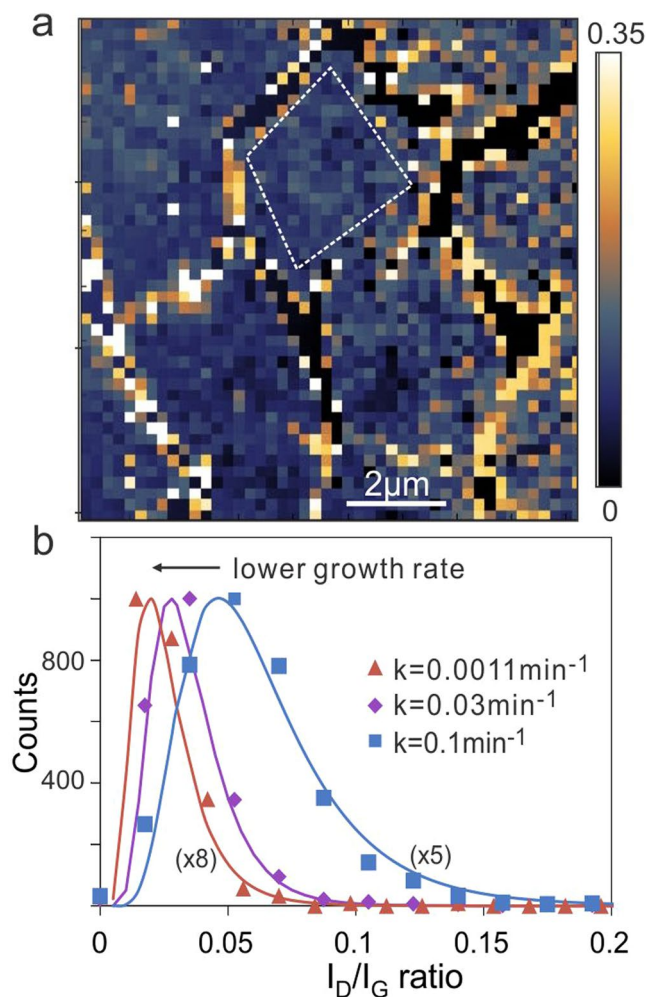 a
0.35
2μm
0
b
lower growth rate
Counts
800
400
k=0.0011min⁻¹
k=0.03min⁻¹
k=0.1min⁻¹
(x8)
(x5)
0 0.05 0.1 0.15 0.2
I_D/I_G ratio